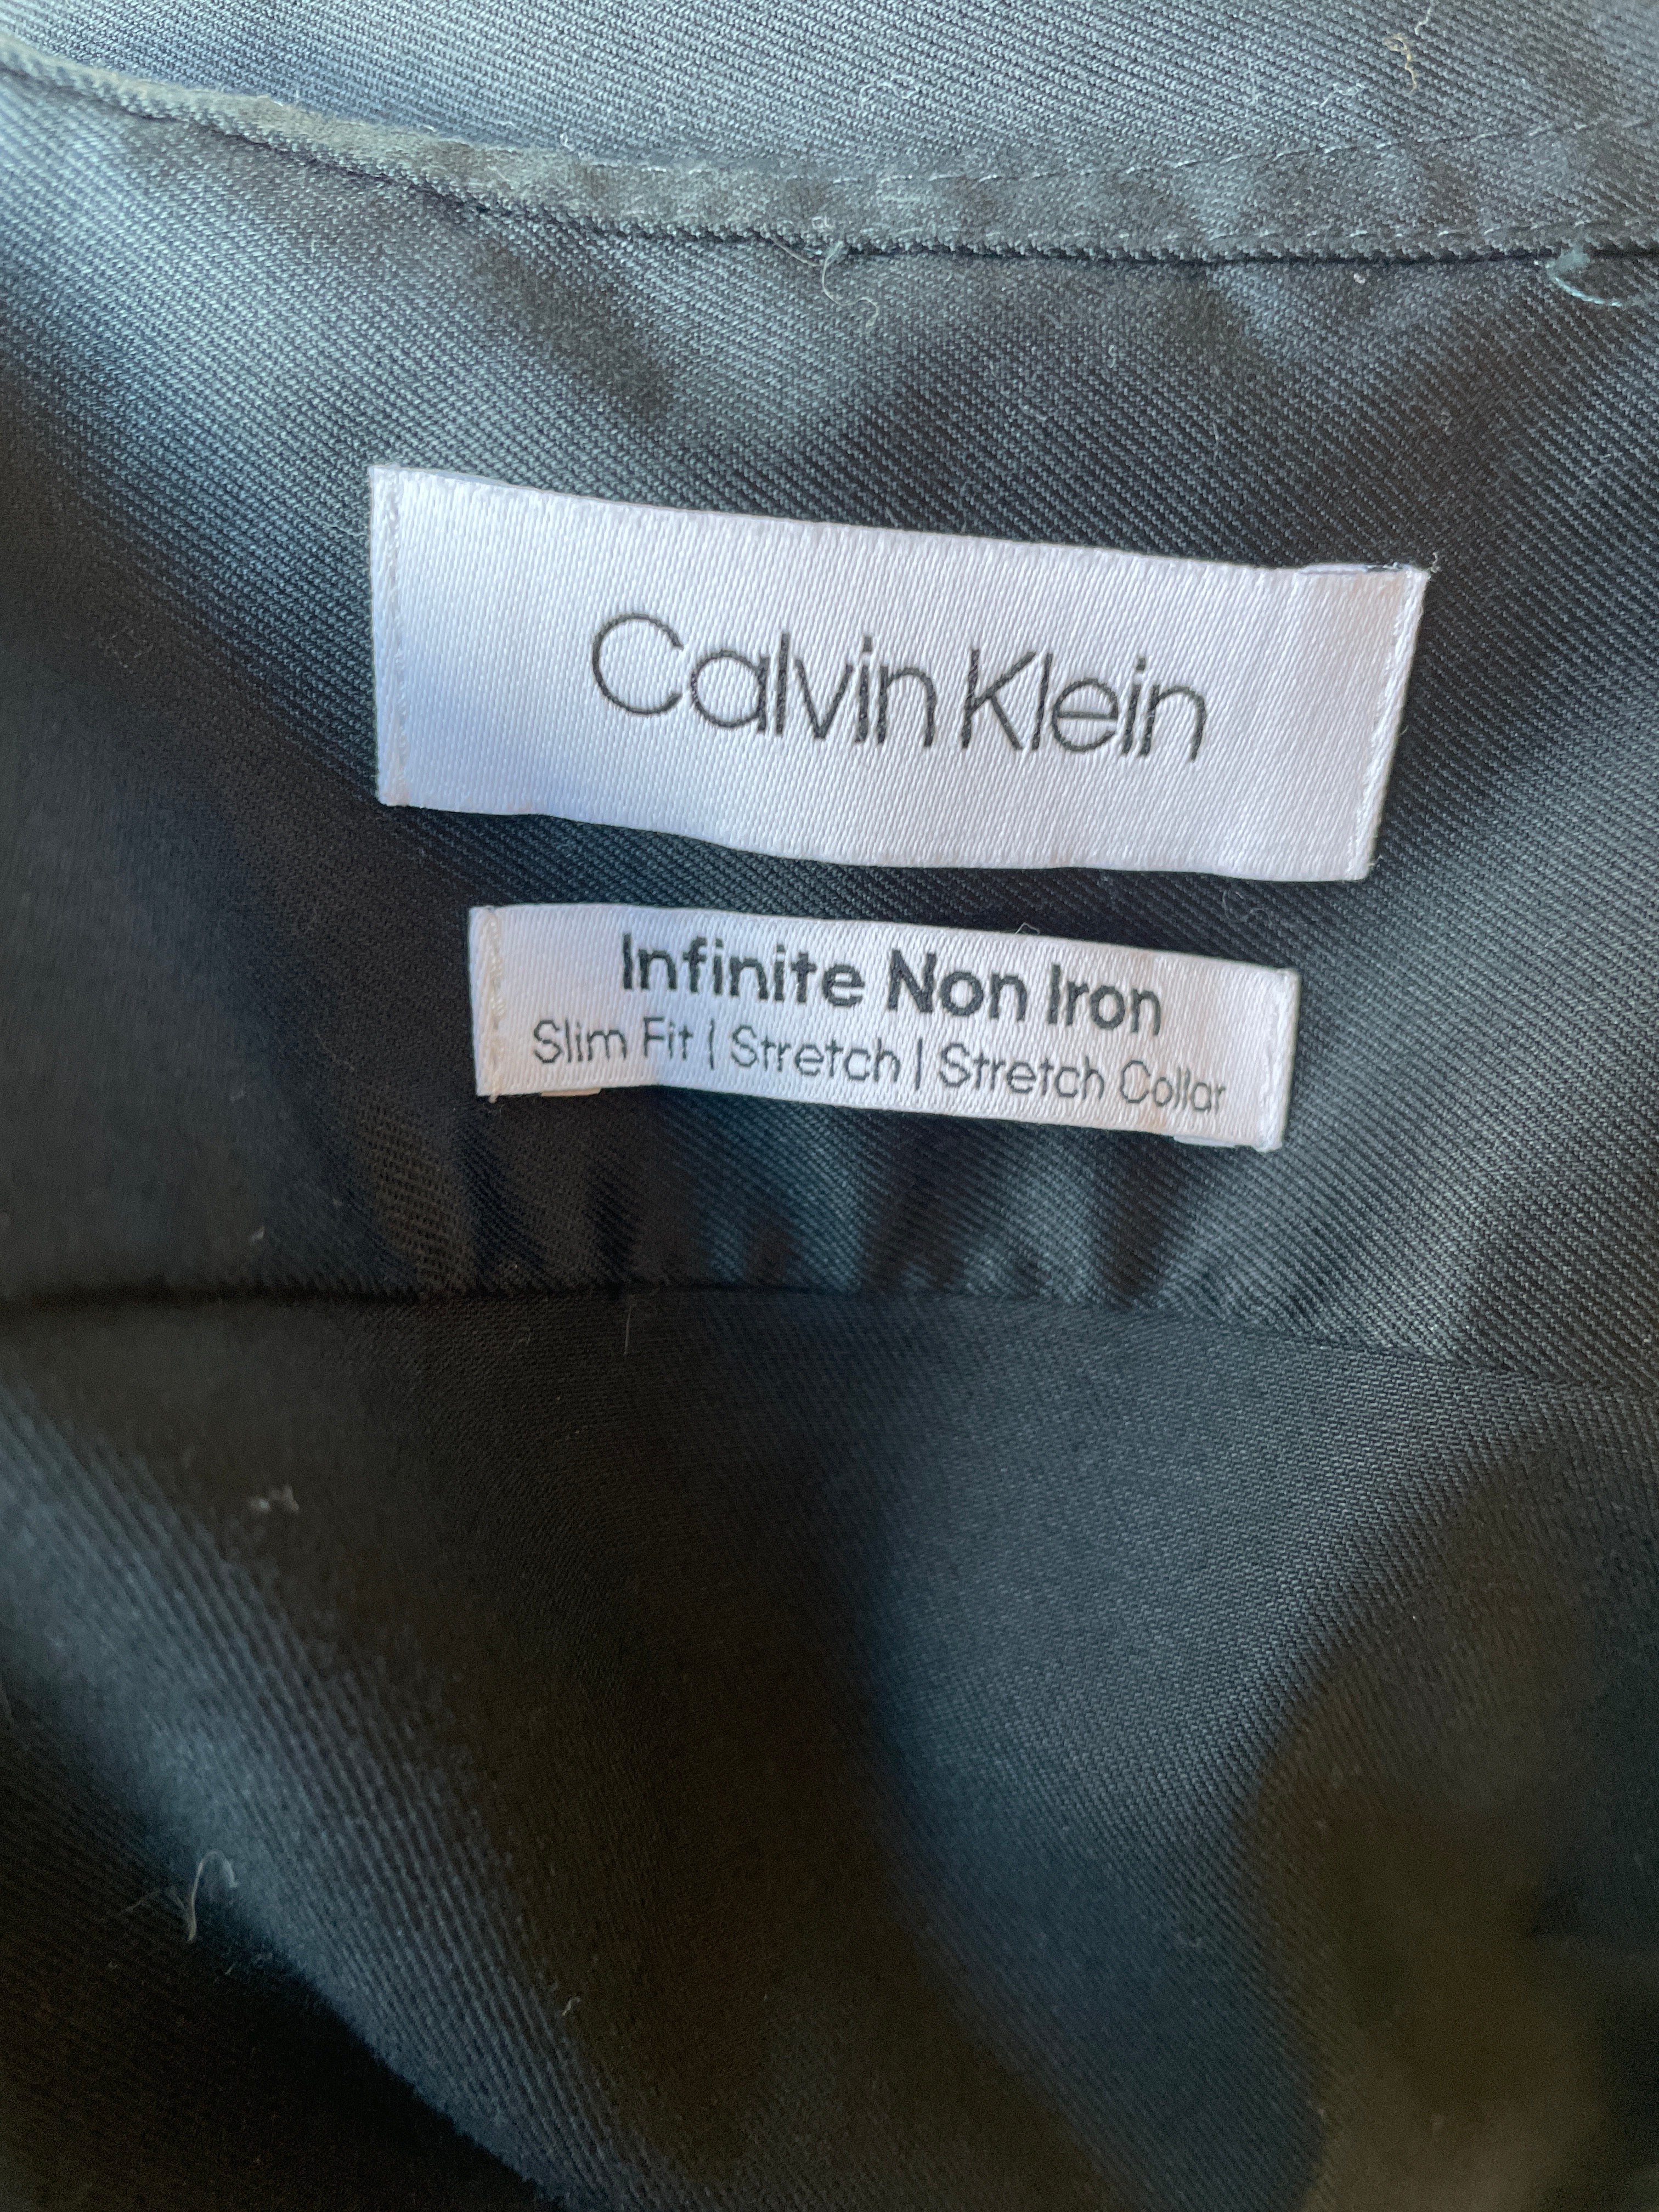 Calvin Klein
Infinite Non Iron
Slim Fit | Stretch | Stretch Collar